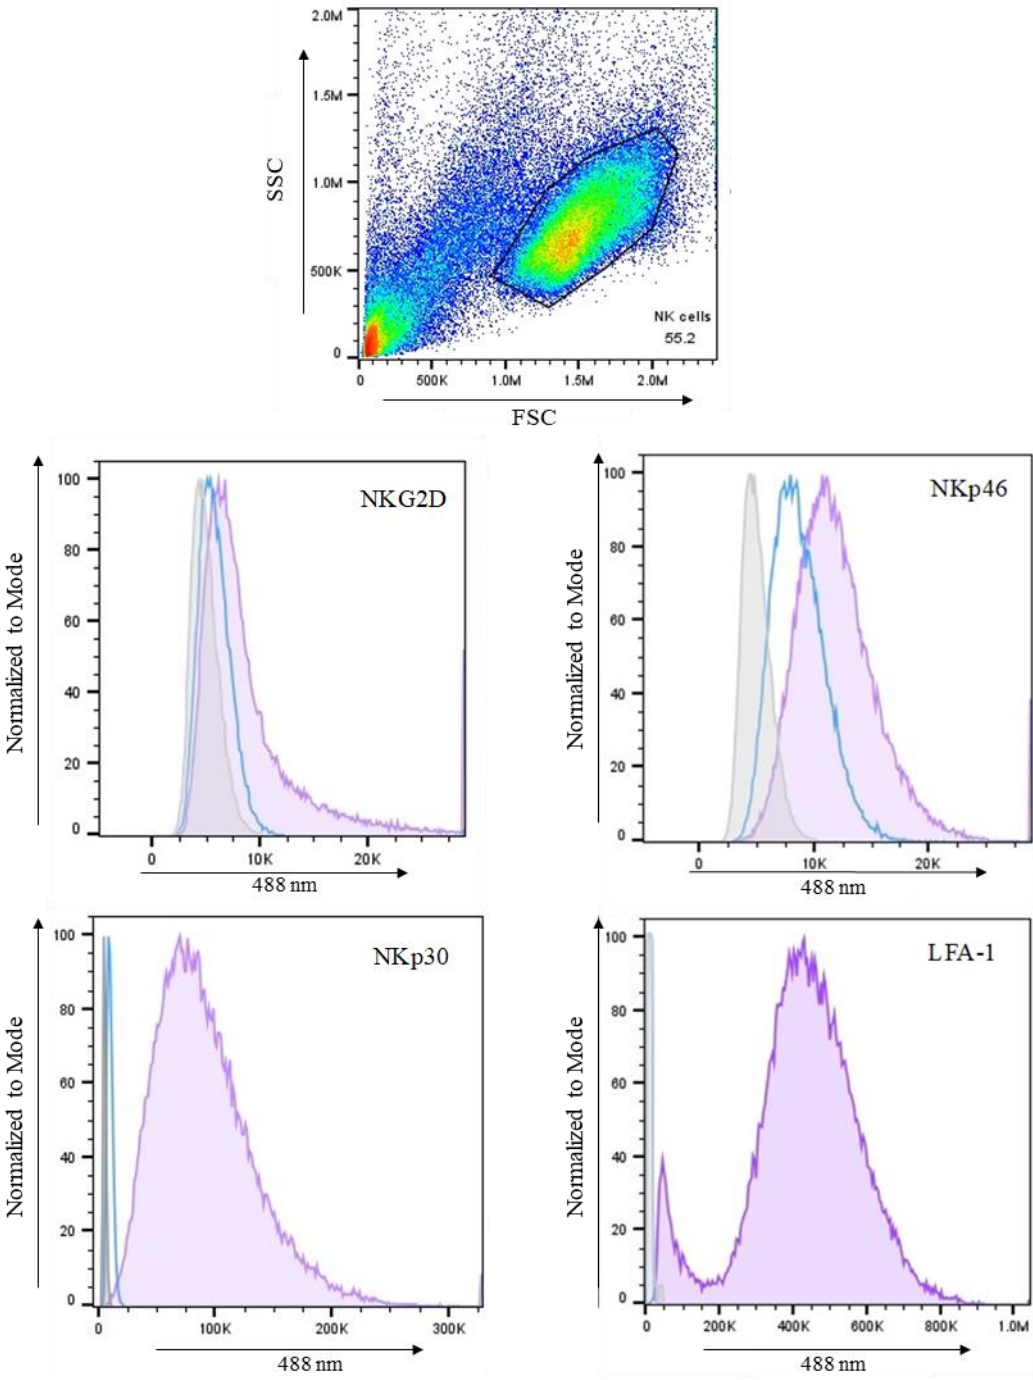 2.0M
1.5M
1.0M
500K
0
SSC
NK cells
55.2
0 500K 1.0M 1.5M 2.0M
FSC
NKG2D
100
80
60
40
20
0
Normalized to Mode
0 10K 20K
488 nm
NKp46
100
80
60
40
20
0
Normalized to Mode
0 10K 20K
488 nm
NKp30
100
80
60
40
20
0
Normalized to Mode
0 100K 200K 300K
488 nm
LFA-1
100
80
60
40
20
0
Normalized to Mode
0 200K 400K 600K 800K 1.0M
488 nm